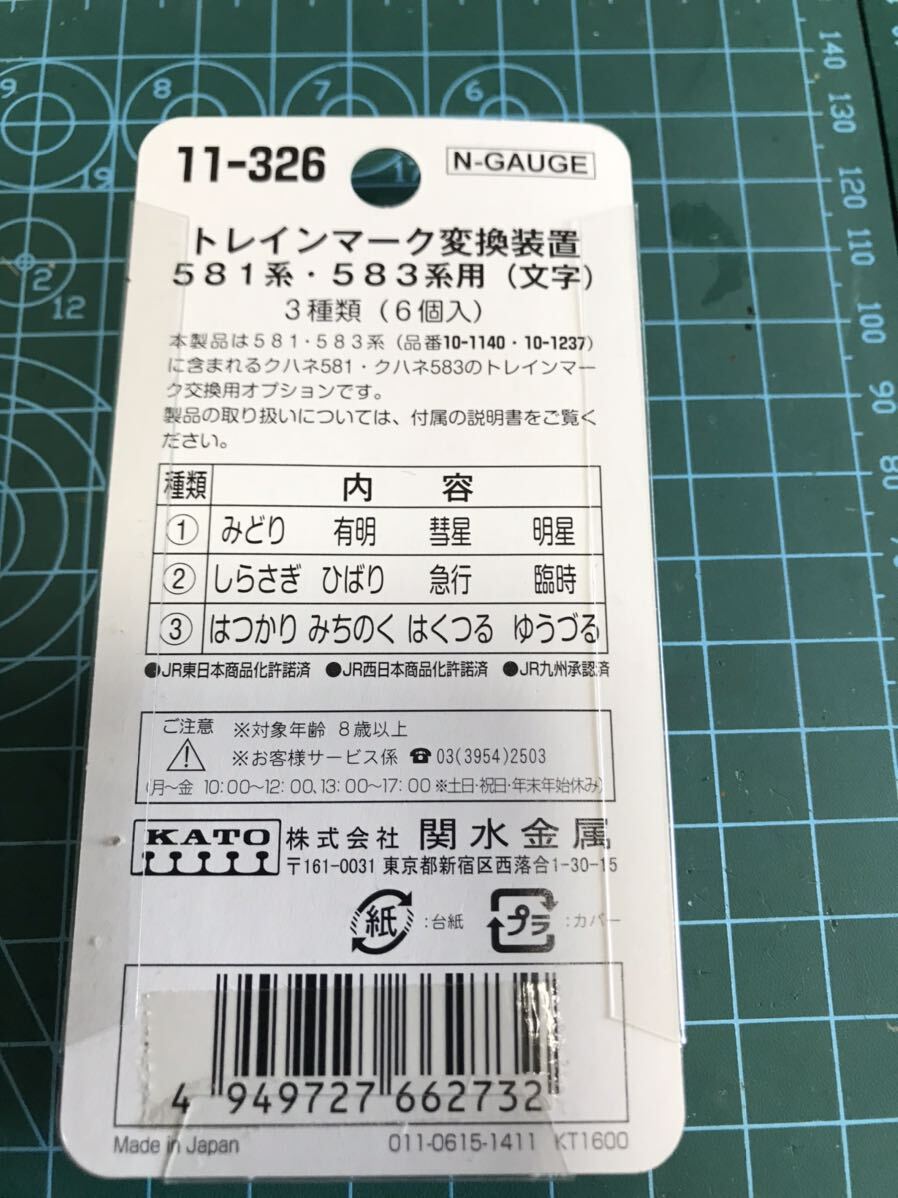 11-326
N-GAUGE
トレインマーク変換装置
581系・583系用（文字）
3種類（6個入）
本製品は581・583系（品番10-1140・10-1237）
に含まれるクハネ581・クハネ583のトレインマー
ク交換用オプションです。
製品の取り扱いについては、付属の説明書をご覧く
ださい。
種類 内容
① みどり 有明 彗星 明星
② しらさぎ ひばり 急行 臨時
③ はつかり みちのく はくつる ゆうづる
●JR東日本商品化許諾済 ●JR西日本商品化許諾済 ●JR九州承認済
ご注意 ※対象年齢 8歳以上
※お客様サービス係 ☎03(3954)2503
(月〜金 10:00〜12:00、13:00〜17:00 ※土日・祝日・年末年始休み)
KATO 株式会社 関水金属
〒161-0031 東京都新宿区西落合1-30-15
紙 :台紙 プラ :カバー
4 949727 662732
Made in Japan 011-0615-1411 KT1600
9 8 7 6
19
2
12
140
130
120
110
100
90
80